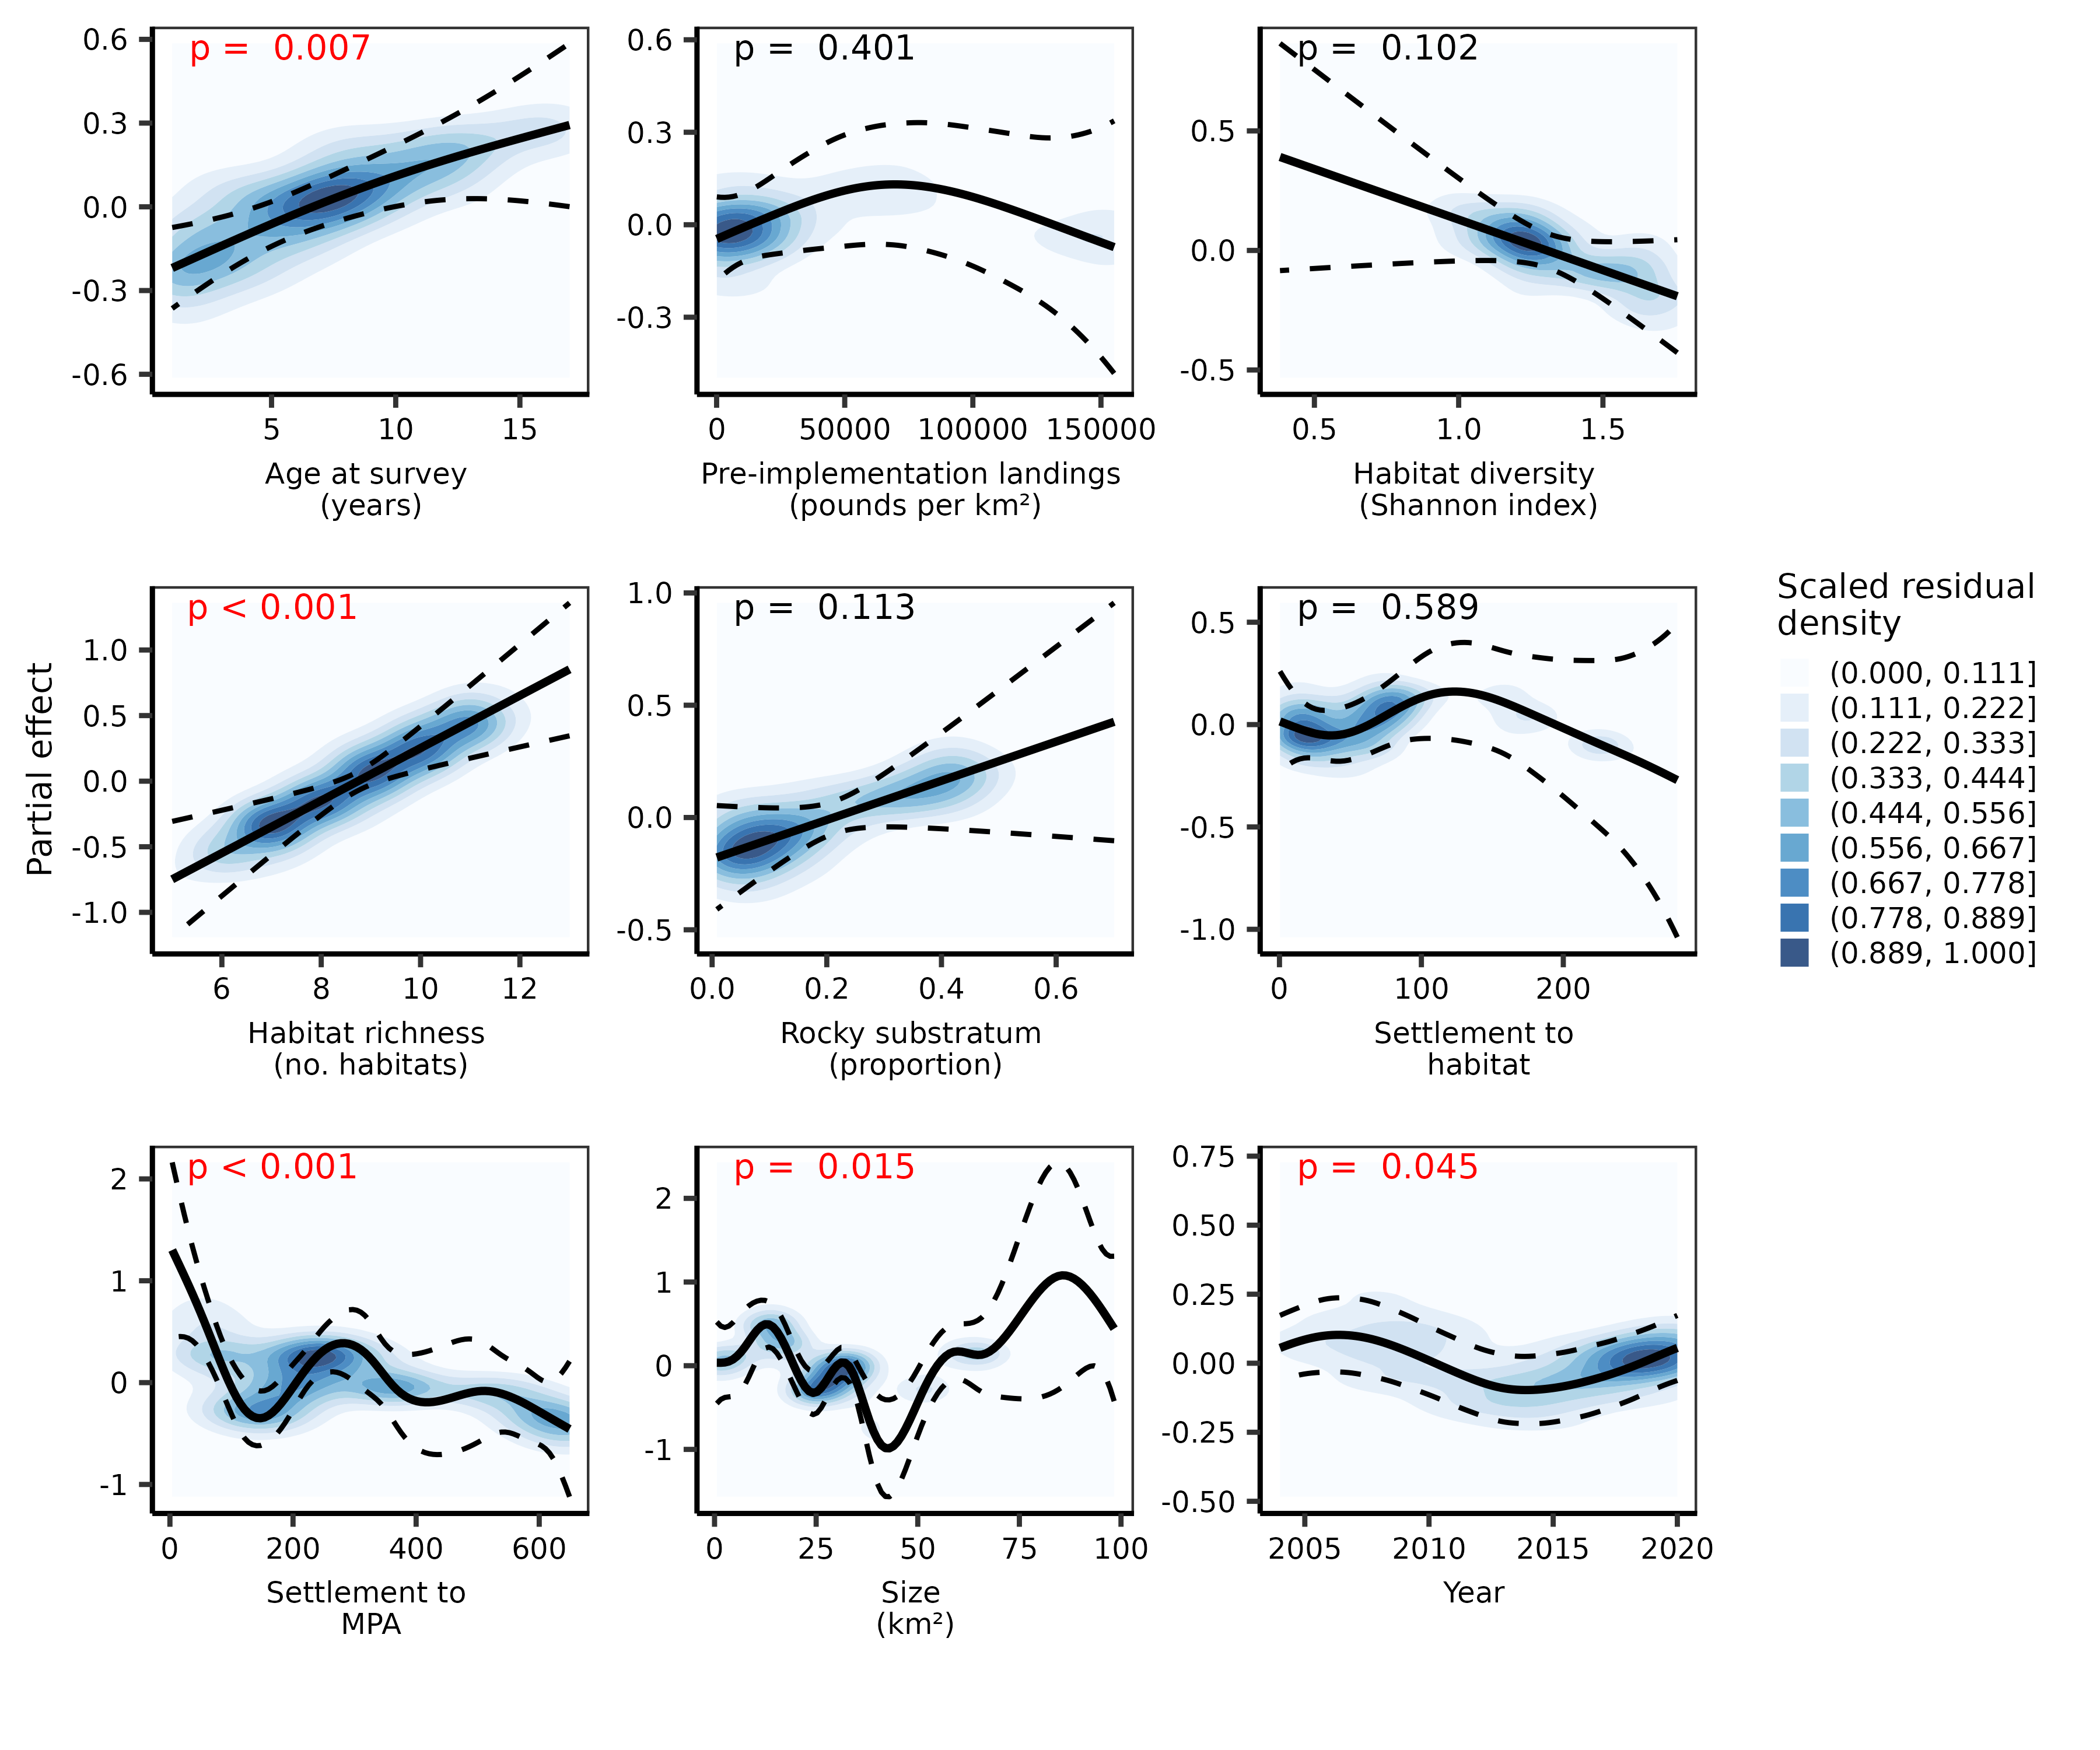 p =  0.007
0.6
0.3
0.0
-0.3
-0.6
5 10 15
Age at survey
(years)
p =  0.401
0.6
0.3
0.0
-0.3
0 50000 100000 150000
Pre-implementation landings
(pounds per km²)
p =  0.102
0.5
0.0
-0.5
0.5 1.0 1.5
Habitat diversity
(Shannon index)
Partial effect
p < 0.001
1.0
0.5
0.0
-0.5
-1.0
6 8 10 12
Habitat richness
(no. habitats)
p =  0.113
1.0
0.5
0.0
-0.5
0.0 0.2 0.4 0.6
Rocky substratum
(proportion)
p =  0.589
0.5
0.0
-0.5
-1.0
0 100 200
Settlement to
habitat
Scaled residual
density
(0.000, 0.111]
(0.111, 0.222]
(0.222, 0.333]
(0.333, 0.444]
(0.444, 0.556]
(0.556, 0.667]
(0.667, 0.778]
(0.778, 0.889]
(0.889, 1.000]
p < 0.001
2
1
0
-1
0 200 400 600
Settlement to
MPA
p =  0.015
2
1
0
-1
0 25 50 75 100
Size
(km²)
p =  0.045
0.75
0.50
0.25
0.00
-0.25
-0.50
2005 2010 2015 2020
Year